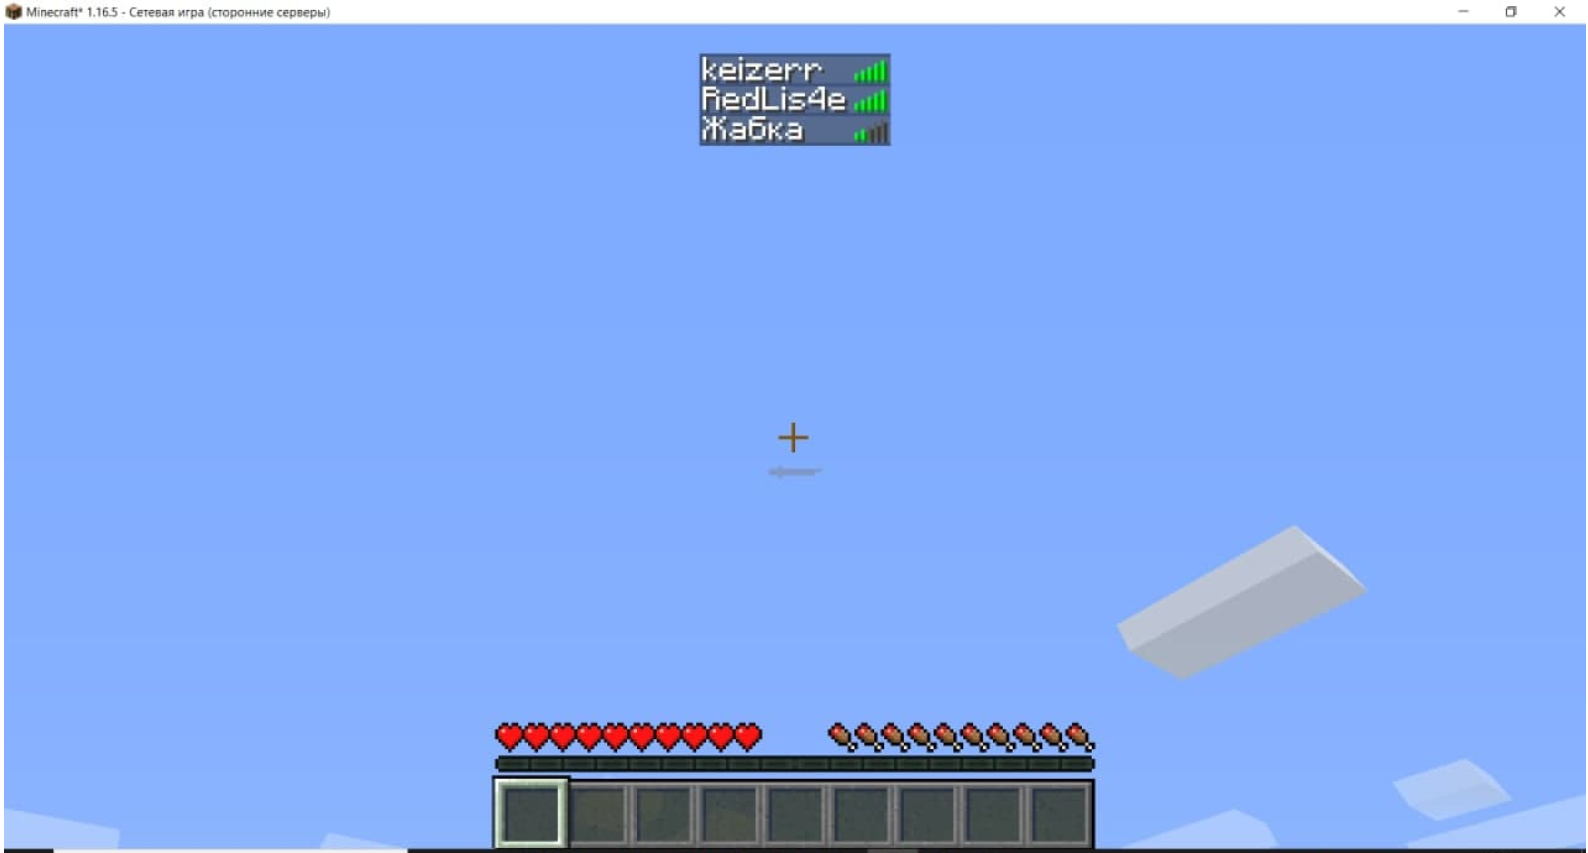 Minecraft* 1.16.5 - Сетевая игра (сторонние серверы)
keizerr
RedLis4e
Жабка